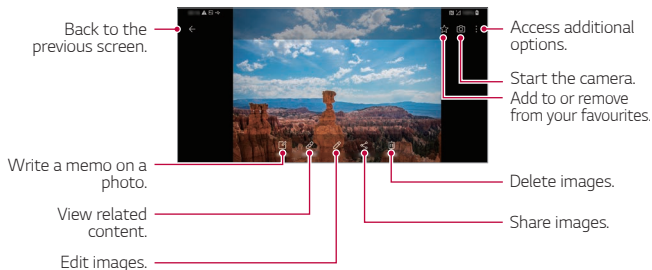 Back to the
previous screen.
Access additional
options.
Start the camera.
Add to or remove
from your favourites.
Write a memo on a
photo.
View related
content.
Edit images.
Delete images.
Share images.